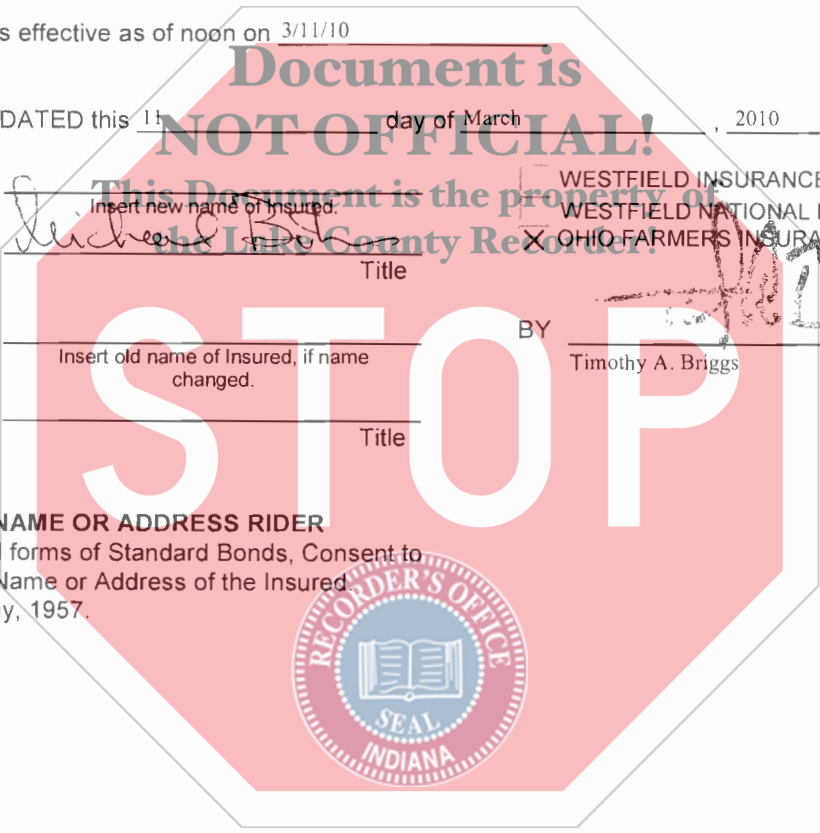 s effective as of noon on 3/11/10
Document is
DATED this 11 day of March, 2010
NOT OFFICIAL!
WESTFIELD INSURANCE
This Document is the property of
Insert new name of Insured.
WESTFIELD NATIONAL
the Lake County Recorder!
X OHIO FARMERS INSURA
Title
STOP
BY
Insert old name of Insured, if name
changed.
Timothy A. Briggs
Title
NAME OR ADDRESS RIDER
forms of Standard Bonds, Consent to
Name or Address of the Insured.
y, 1957.
RECORDER'S OFFICE
SEAL
INDIANA